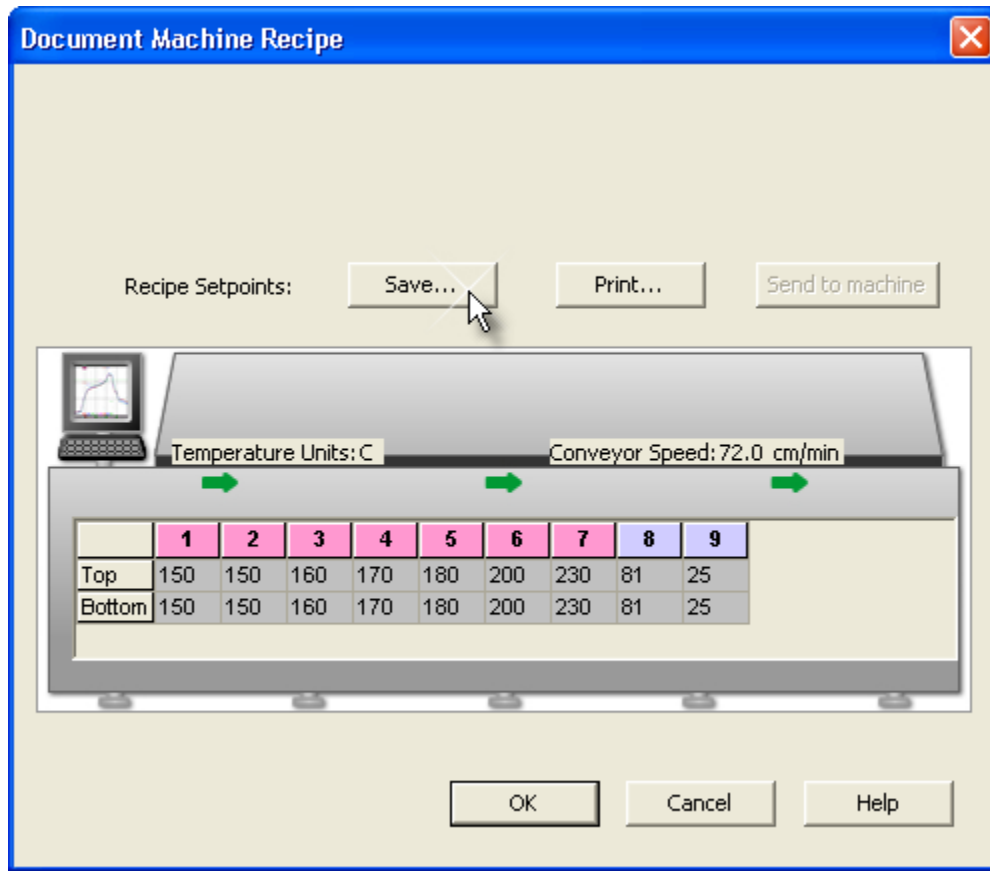 Document Machine Recipe
Recipe Setpoints: Save... Print... Send to machine
Temperature Units: C Conveyor Speed: 72.0 cm/min
1 2 3 4 5 6 7 8 9
Top 150 150 160 170 180 200 230 81 25
Bottom 150 150 160 170 180 200 230 81 25
OK Cancel Help